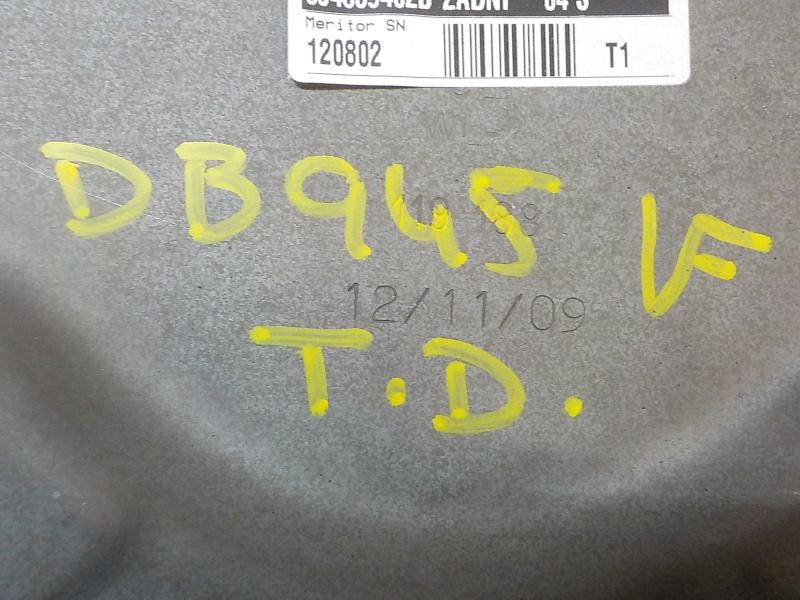 Meritor SN
120802 T1
DB945 VF
12/11/09
T.D.